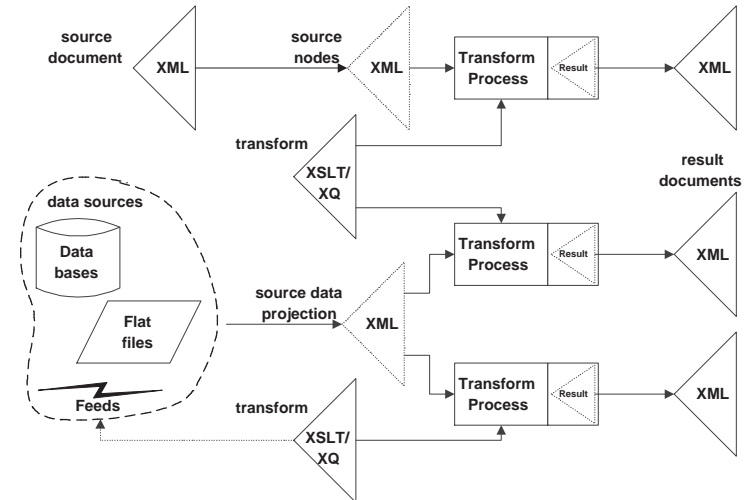 source
document
XML
source
nodes
XML
Transform
Process
Result
XML
transform
XSLT/
XQ
result
documents
data sources
Data
bases
Flat
files
Feeds
source data
projection
XML
Transform
Process
Result
XML
transform
XSLT/
XQ
Transform
Process
Result
XML